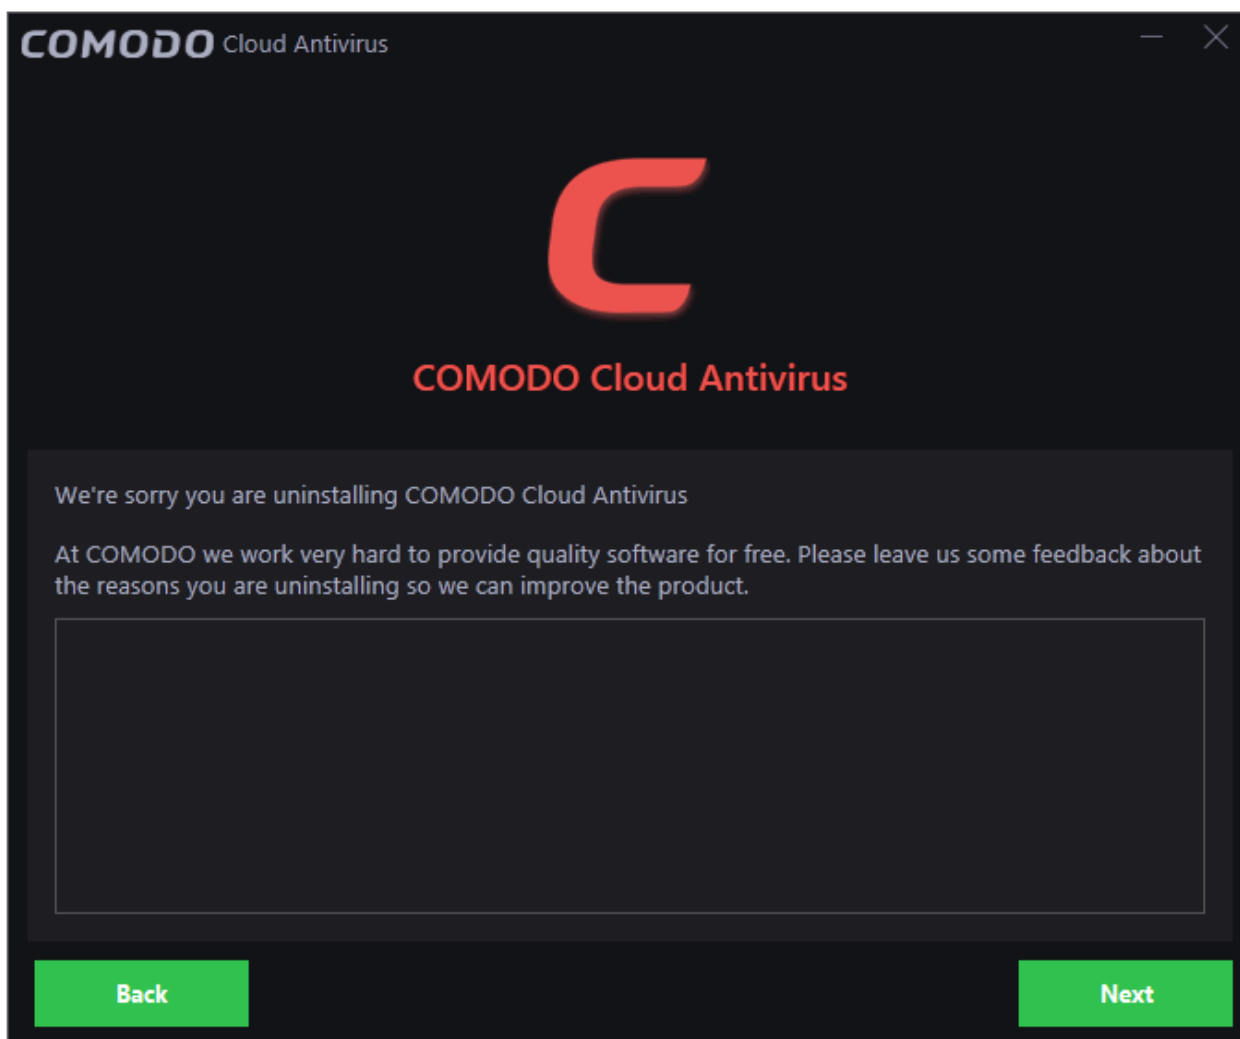 COMODO Cloud Antivirus
COMODO Cloud Antivirus
We're sorry you are uninstalling COMODO Cloud Antivirus
At COMODO we work very hard to provide quality software for free. Please leave us some feedback about
the reasons you are uninstalling so we can improve the product.
Back
Next